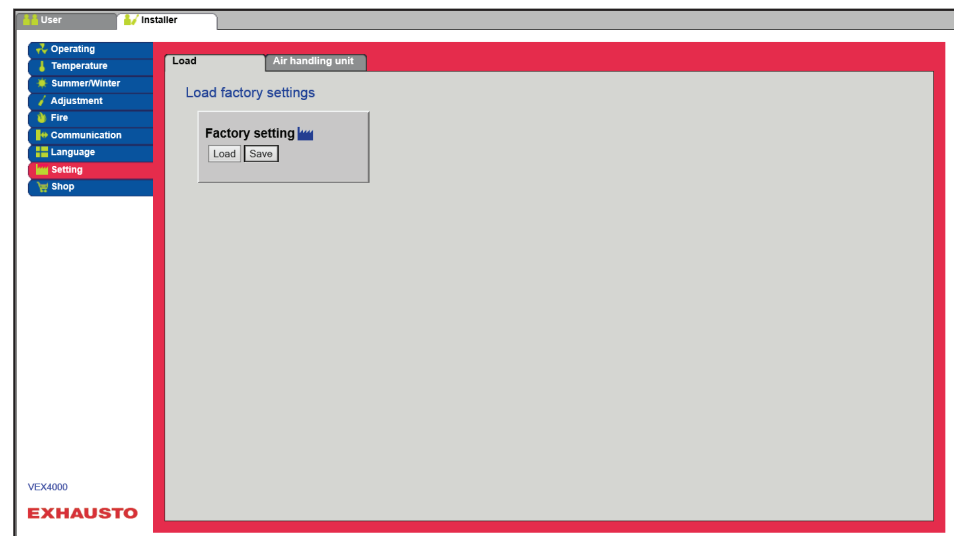 User
Installer
Operating
Temperature
Summer/Winter
Adjustment
Fire
Communication
Language
Setting
Shop
Load
Air handling unit
Load factory settings
Factory setting
Load Save
VEX4000
EXHAUSTO